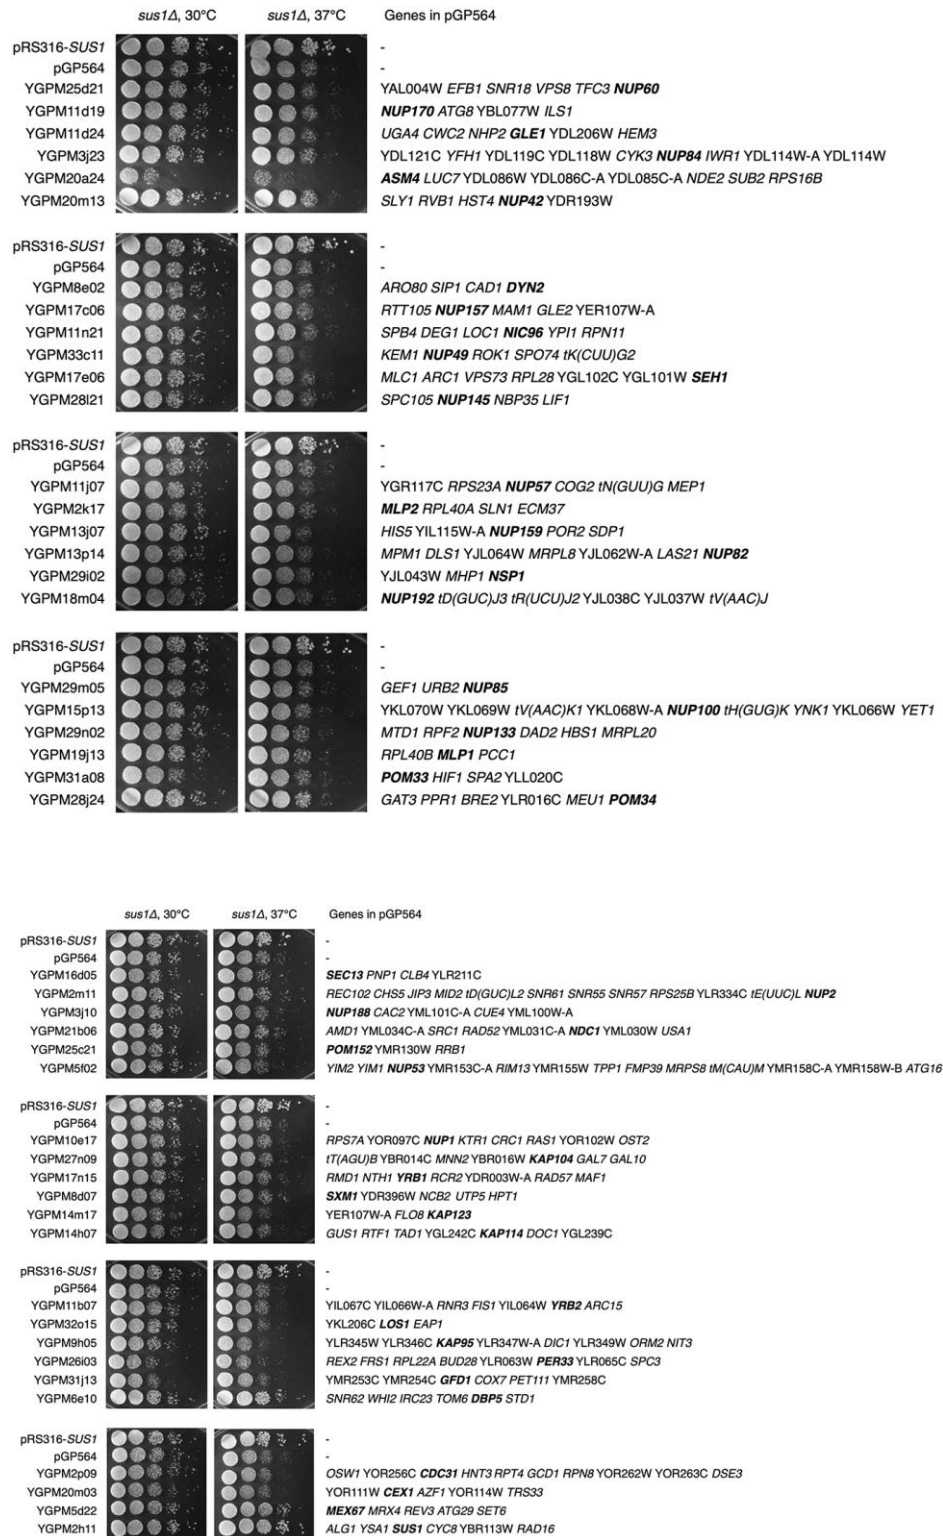 sus1Δ, 30°C sus1Δ, 37°C Genes in pGP564
pRS316-SUS1 -
pGP564 -
YGPM25d21 YAL004W EFB1 SNR18 VPS8 TFC3 NUP60
YGPM11d19 NUP170 ATG8 YBL077W ILS1
YGPM11d24 UGA4 CWC2 NHP2 GLE1 YDL206W HEM3
YGPM3j23 YDL121C YFH1 YDL119C YDL118W CYK3 NUP84 IWR1 YDL114W-A YDL114W
YGPM20a24 ASM4 LUC7 YDL086W YDL086C-A YDL085C-A NDE2 SUB2 RPS16B
YGPM20m13 SLY1 RVB1 HST4 NUP42 YDR193W
pRS316-SUS1 -
pGP564 -
YGPM8e02 ARO80 SIP1 CAD1 DYN2
YGPM17c06 RTT105 NUP157 MAM1 GLE2 YER107W-A
YGPM11n21 SPB4 DEG1 LOC1 NIC96 YPI1 RPN11
YGPM33c11 KEM1 NUP49 ROK1 SPO74 tK(CUU)G2
YGPM17e06 MLC1 ARC1 VPS73 RPL28 YGL102C YGL101W SEH1
YGPM28l21 SPC105 NUP145 NBP35 LIF1
pRS316-SUS1 -
pGP564 -
YGPM11j07 YGR117C RPS23A NUP57 COG2 tN(GUU)G MEP1
YGPM2k17 MLP2 RPL40A SLN1 ECM37
YGPM13j07 HIS5 YIL115W-A NUP159 POR2 SDP1
YGPM13p14 MPM1 DLS1 YJL064W MRPL8 YJL062W-A LAS21 NUP82
YGPM29i02 YJL043W MHP1 NSP1
YGPM18m04 NUP192 tD(GUC)J3 tR(UCU)J2 YJL038C YJL037W tV(AAC)J
pRS316-SUS1 -
pGP564 -
YGPM29m05 GEF1 URB2 NUP85
YGPM15p13 YKL070W YKL069W tV(AAC)K1 YKL068W-A NUP100 tH(GUG)K YNK1 YKL066W YET1
YGPM29n02 MTD1 RPF2 NUP133 DAD2 HBS1 MRPL20
YGPM19j13 RPL40B MLP1 PCC1
YGPM31a08 POM33 HIF1 SPA2 YLL020C
YGPM28j24 GAT3 PPR1 BRE2 YLR016C MEU1 POM34
sus1Δ, 30°C sus1Δ, 37°C Genes in pGP564
pRS316-SUS1 -
pGP564 -
YGPM16d05 SEC13 PNP1 CLB4 YLR211C
YGPM2m11 REC102 CHS5 JIP3 MID2 tD(GUC)L2 SNR61 SNR55 SNR57 RPS25B YLR334C tE(UUC)L NUP2
YGPM3j10 NUP188 CAC2 YML101C-A CUE4 YML100W-A
YGPM21b06 AMD1 YML034C-A SRC1 RAD52 YML031C-A NDC1 YML030W USA1
YGPM25c21 POM152 YMR130W RRB1
YGPM5f02 YIM2 YIM1 NUP53 YMR153C-A RIM13 YMR155W TPP1 FMP39 MRPS8 tM(CAU)M YMR158C-A YMR158W-B ATG16
pRS316-SUS1 -
pGP564 -
YGPM10e17 RPS7A YOR097C NUP1 KTR1 CRC1 RAS1 YOR102W OST2
YGPM27n09 tT(AGU)B YBR014C MNN2 YBR016W KAP104 GAL7 GAL10
YGPM17n15 RMD1 NTH1 YRB1 RCR2 YDR003W-A RAD57 MAF1
YGPM8d07 SXM1 YDR396W NCB2 UTP5 HPT1
YGPM14m17 YER107W-A FLO8 KAP123
YGPM14h07 GUS1 RTF1 TAD1 YGL242C KAP114 DOC1 YGL239C
pRS316-SUS1 -
pGP564 -
YGPM11b07 YIL067C YIL066W-A RNR3 FIS1 YIL064W YRB2 ARC15
YGPM32o15 YKL206C LOS1 EAP1
YGPM9h05 YLR345W YLR346C KAP95 YLR347W-A DIC1 YLR349W ORM2 NIT3
YGPM26i03 REX2 FRS1 RPL22A BUD28 YLR063W PER33 YLR065C SPC3
YGPM31j13 YMR253C YMR254C GFD1 COX7 PET111 YMR258C
YGPM6e10 SNR62 WHI2 IRC23 TOM6 DBP5 STD1
pRS316-SUS1 -
pGP564 -
YGPM2p09 OSW1 YOR256C CDC31 HNT3 RPT4 GCD1 RPN8 YOR262W YOR263C DSE3
YGPM20m03 YOR111W CEX1 AZF1 YOR114W TRS33
YGPM5d22 MEX67 MRX4 REV3 ATG29 SET6
YGPM2h11 ALG1 YSA1 SUS1 CYC8 YBR113W RAD16